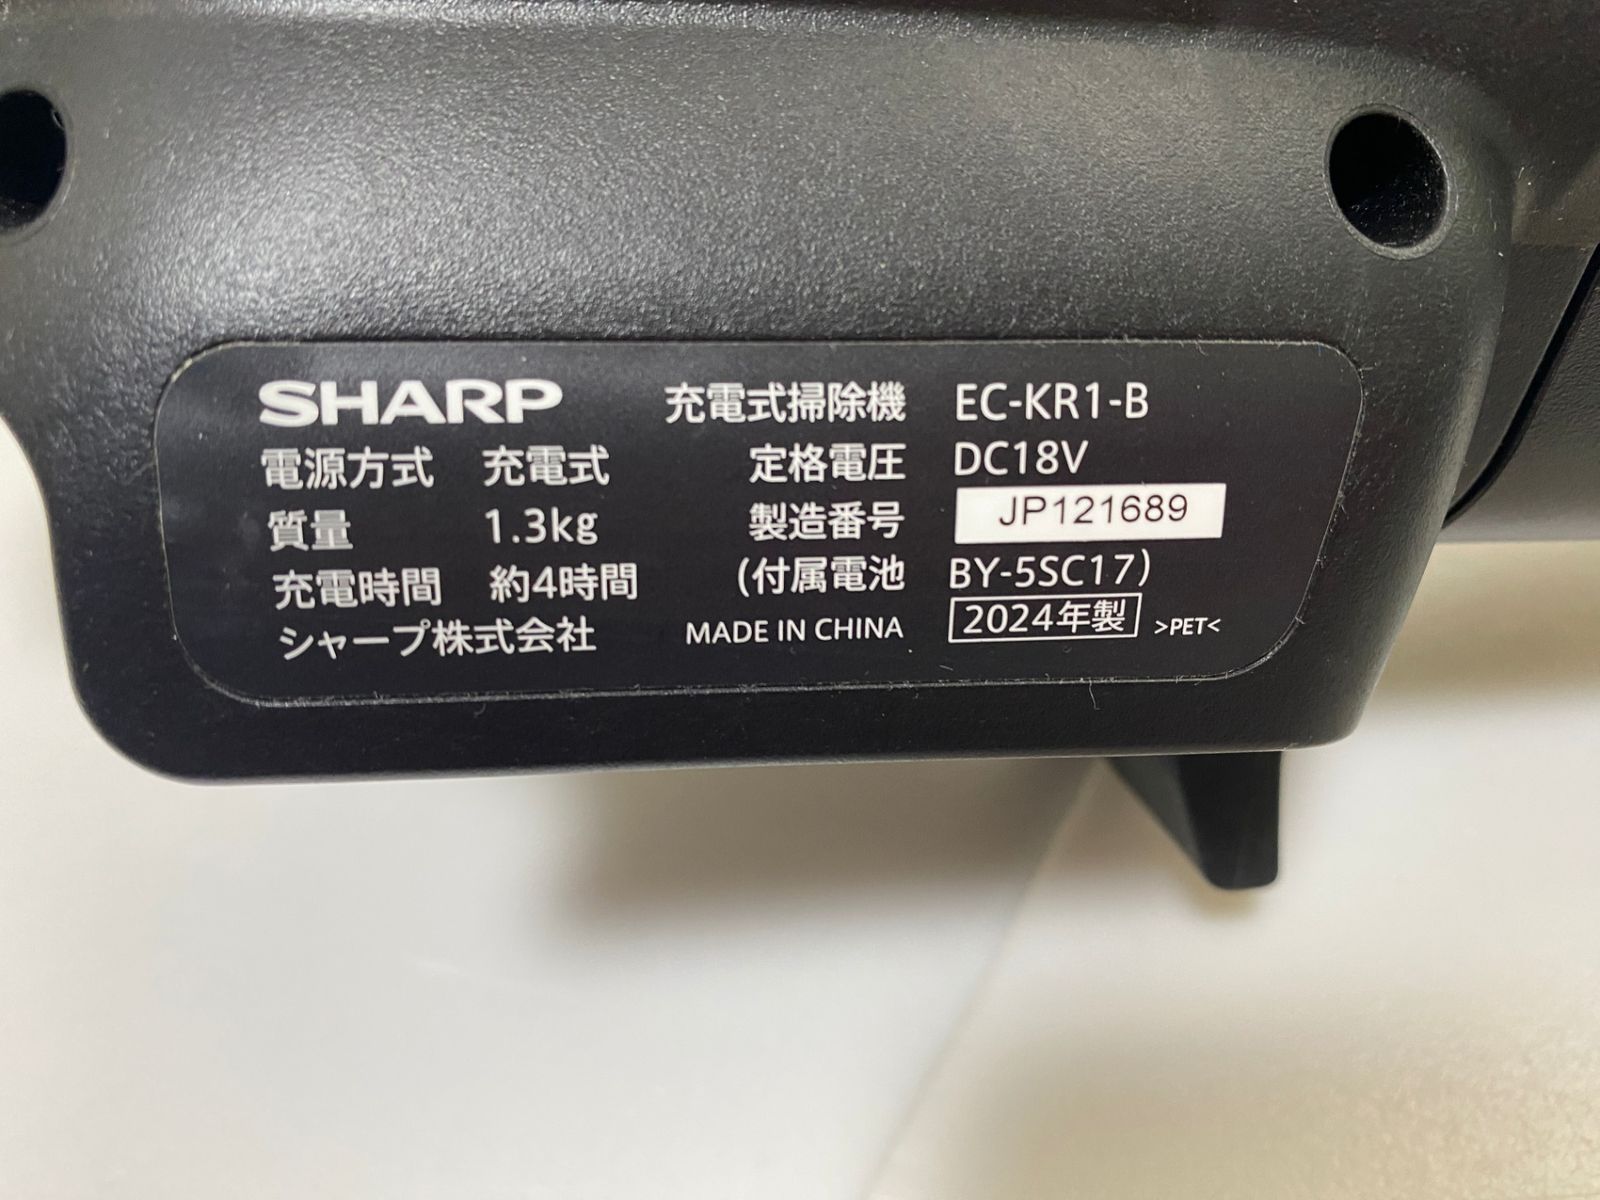 SHARP 充電式掃除機 EC-KR1-B
電源方式 充電式 定格電圧 DC18V
質量 1.3kg 製造番号 JP121689
充電時間 約4時間 (付属電池 BY-5SC17)
シャープ株式会社 MADE IN CHINA 2024年製 >PET<